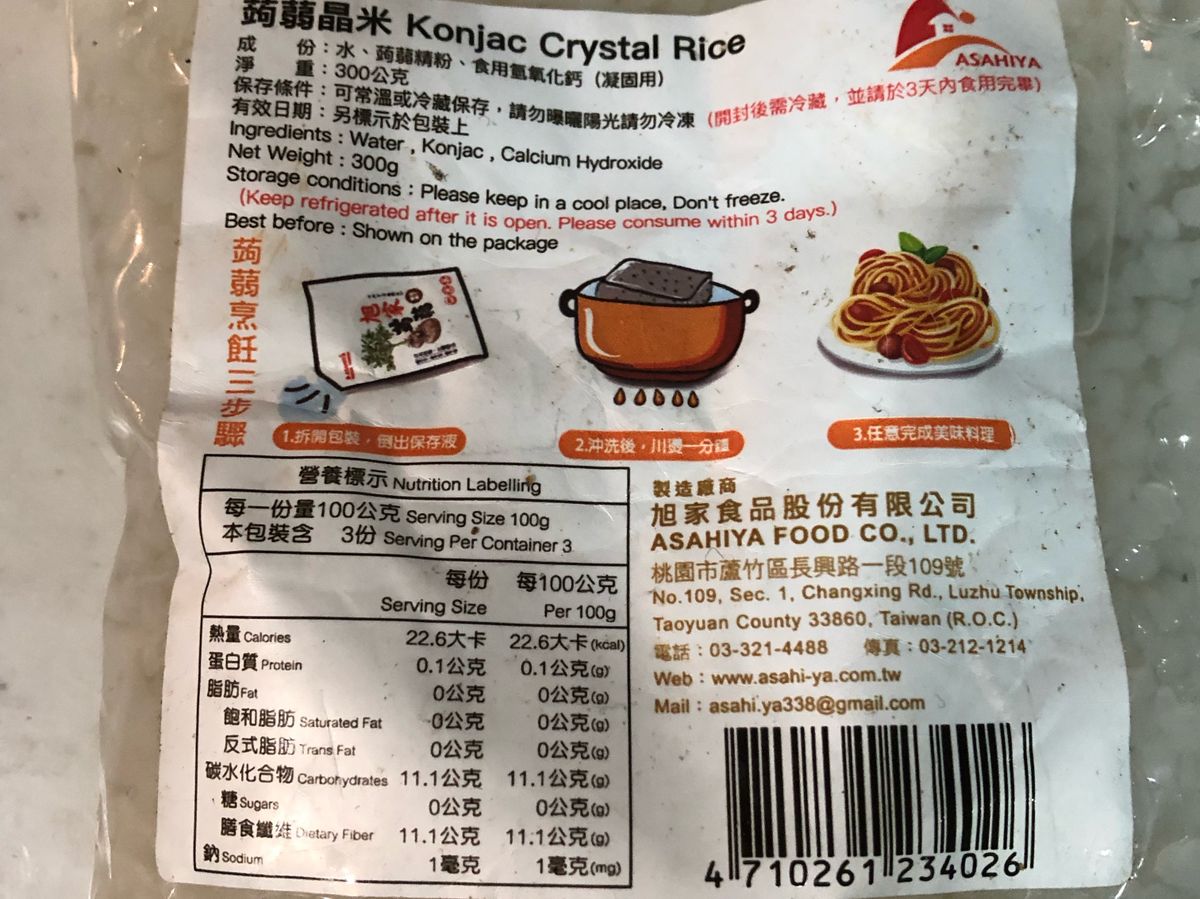 蒟蒻晶米 Konjac Crystal Rice
ASAHIYA
成　份：水、蒟蒻精粉、食用氫氧化鈣（凝固用）
淨　重：300公克
保存條件：可常溫或冷藏保存，請勿曝曬陽光請勿冷凍（開封後需冷藏，並請於3天內食用完畢）
有效日期：另標示於包裝上
Ingredients：Water , Konjac , Calcium Hydroxide
Net Weight：300g
Storage conditions：Please keep in a cool place, Don't freeze.
(Keep refrigerated after it is open. Please consume within 3 days.)
Best before：Shown on the package
蒟蒻烹飪三步驟
旭家
1.拆開包裝，倒出保存液
2.沖洗後，川燙一分鐘
3.任意完成美味料理
營養標示 Nutrition Labelling
每一份量100公克 Serving Size 100g
本包裝含　3份 Serving Per Container 3
每份　每100公克
Serving Size　Per 100g
熱量 Calories　22.6大卡　22.6大卡(kcal)
蛋白質 Protein　0.1公克　0.1公克(g)
脂肪 Fat　0公克　0公克(g)
飽和脂肪 Saturated Fat　0公克　0公克(g)
反式脂肪 Trans Fat　0公克　0公克(g)
碳水化合物 Carbohydrates　11.1公克　11.1公克(g)
糖 Sugars　0公克　0公克(g)
膳食纖維 Dietary Fiber　11.1公克　11.1公克(g)
鈉 Sodium　1毫克　1毫克(mg)
製造廠商
旭家食品股份有限公司
ASAHIYA FOOD CO., LTD.
桃園市蘆竹區長興路一段109號
No.109, Sec. 1, Changxing Rd., Luzhu Township,
Taoyuan County 33860, Taiwan (R.O.C.)
電話：03-321-4488　傳真：03-212-1214
Web：www.asahi-ya.com.tw
Mail：asahi.ya338@gmail.com
4 710261 234026